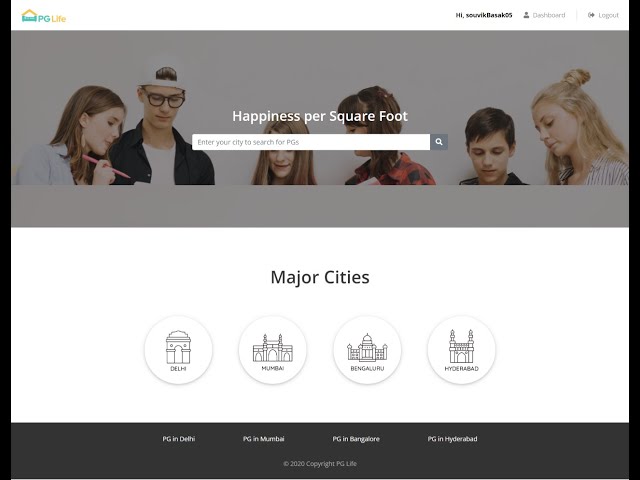 PG Life
Hi, souvikBasak05
Dashboard
Logout
Happiness per Square Foot
Enter your city to search for PGs
Major Cities
DELHI
MUMBAI
BENGALURU
HYDERABAD
PG in Delhi
PG in Mumbai
PG in Bangalore
PG in Hyderabad
© 2020 Copyright PG Life